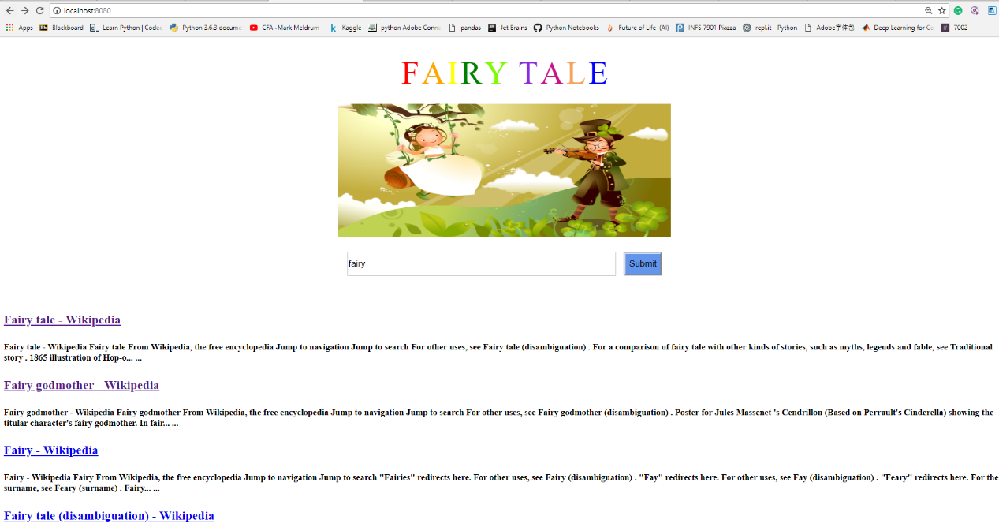 localhost:8080
Apps Blackboard Learn Python | Codec Python 3.6.3 docume CFA~Mark Meldrum- Kaggle python Adobe Conne pandas Jet Brains Python Notebooks Future of Life (AI) INFS 7901 Piazza repl.it - Python Adobe字体包 Deep Learning for Co 7002
FAIRY TALE
fairy Submit
Fairy tale - Wikipedia
Fairy tale - Wikipedia Fairy tale From Wikipedia, the free encyclopedia Jump to navigation Jump to search For other uses, see Fairy tale (disambiguation) . For a comparison of fairy tale with other kinds of stories, such as myths, legends and fable, see Traditional
story . 1865 illustration of Hop-o... ...
Fairy godmother - Wikipedia
Fairy godmother - Wikipedia Fairy godmother From Wikipedia, the free encyclopedia Jump to navigation Jump to search For other uses, see Fairy godmother (disambiguation) . Poster for Jules Massenet 's Cendrillon (Based on Perrault's Cinderella) showing the
titular character's fairy godmother. In fair... ...
Fairy - Wikipedia
Fairy - Wikipedia Fairy From Wikipedia, the free encyclopedia Jump to navigation Jump to search "Fairies" redirects here. For other uses, see Fairy (disambiguation) . "Fay" redirects here. For other uses, see Fay (disambiguation) . "Feary" redirects here. For the
surname, see Feary (surname) . Fairy... ...
Fairy tale (disambiguation) - Wikipedia